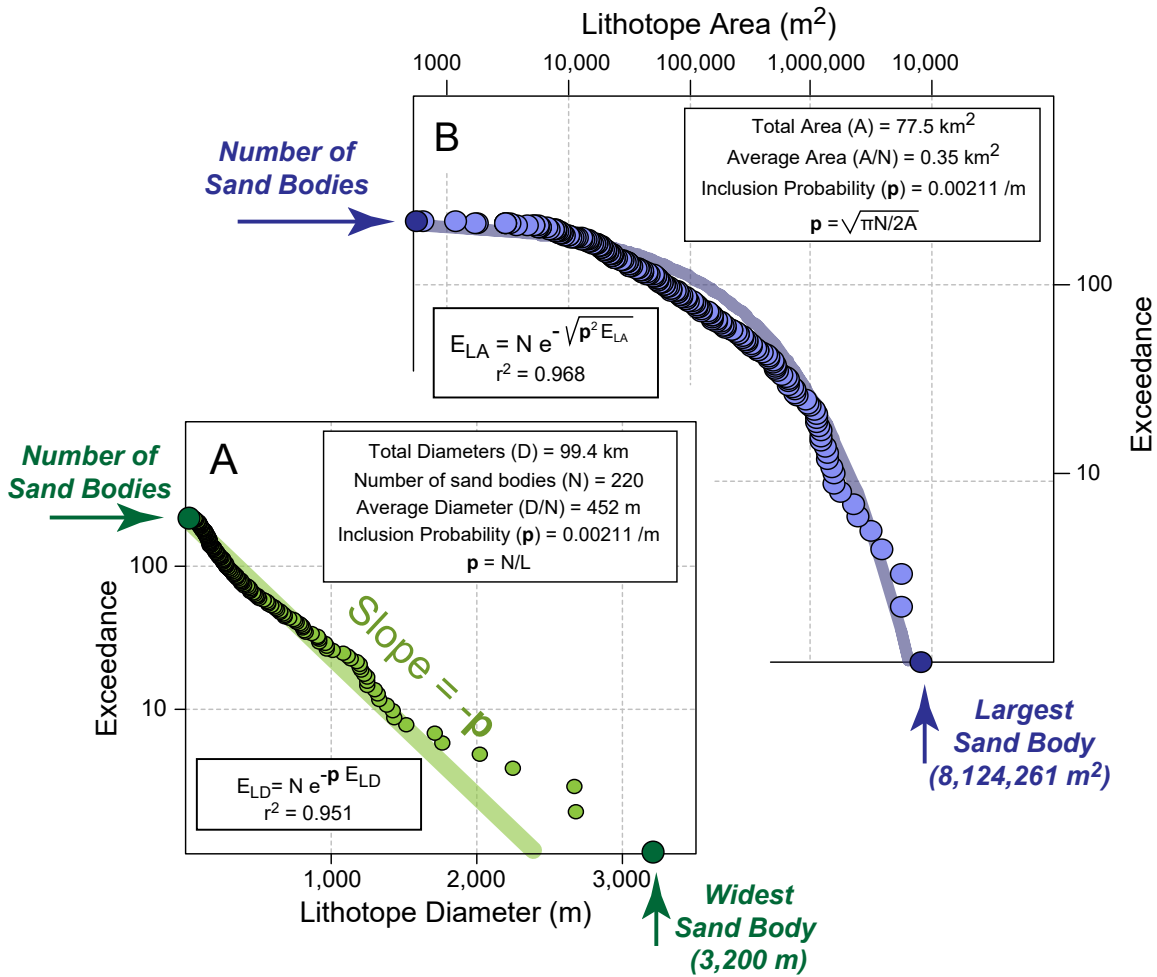 Lithotope Area (m2)
1000 10,000 100,000 1,000,000 10,000
B
Total Area (A) = 77.5 km2
Average Area (A/N) = 0.35 km2
Inclusion Probability (p) = 0.00211 /m
p = √πN/2A
Number of
Sand Bodies
100
10
Exceedance
ELA = N e-√p2 ELA
r2 = 0.968
Largest
Sand Body
(8,124,261 m2)
A
Total Diameters (D) = 99.4 km
Number of sand bodies (N) = 220
Average Diameter (D/N) = 452 m
Inclusion Probability (p) = 0.00211 /m
p = N/L
Number of
Sand Bodies
100
10
Exceedance
Slope = -p
ELD= N e-p ELD
r2 = 0.951
1,000 2,000 3,000
Lithotope Diameter (m)
Widest
Sand Body
(3,200 m)